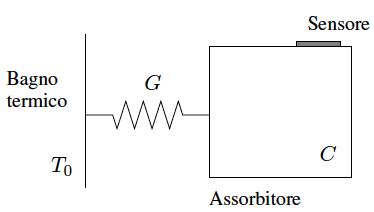 Sensore
Bagno
termico
G
T₀
C
Assorbitore